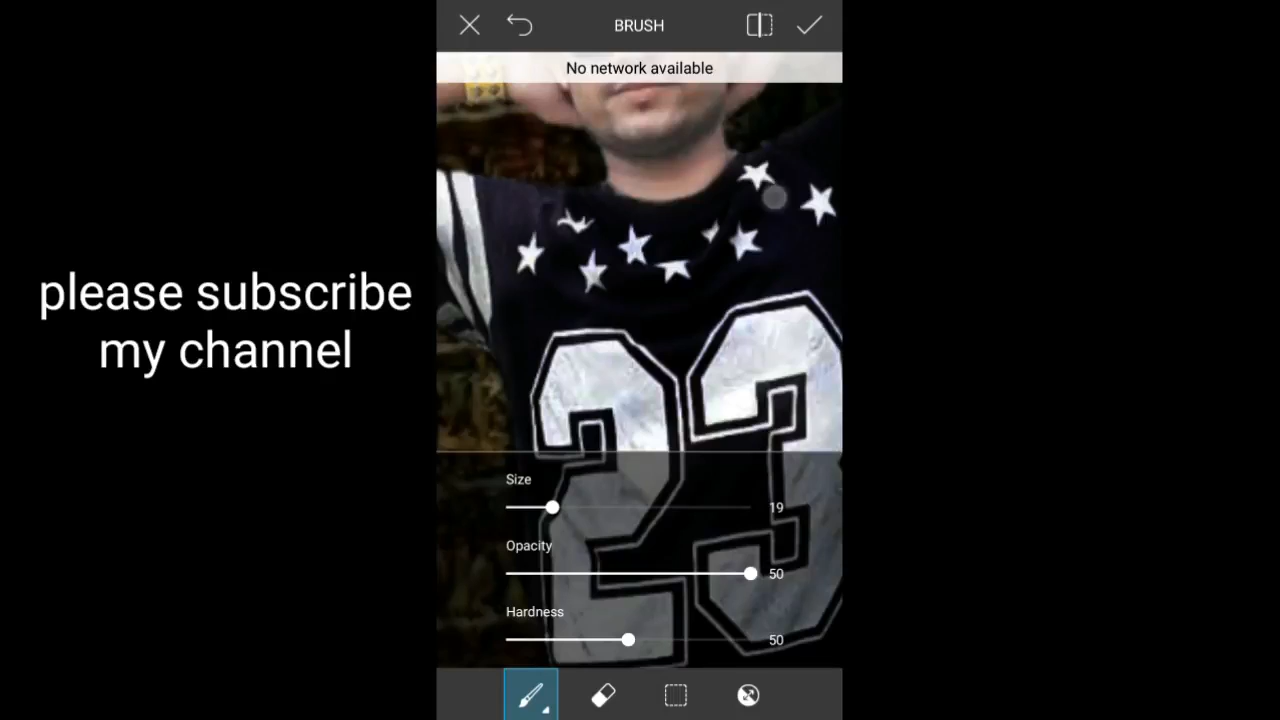 BRUSH
No network available
please subscribe
my channel
23
Size
19
Opacity
50
Hardness
50